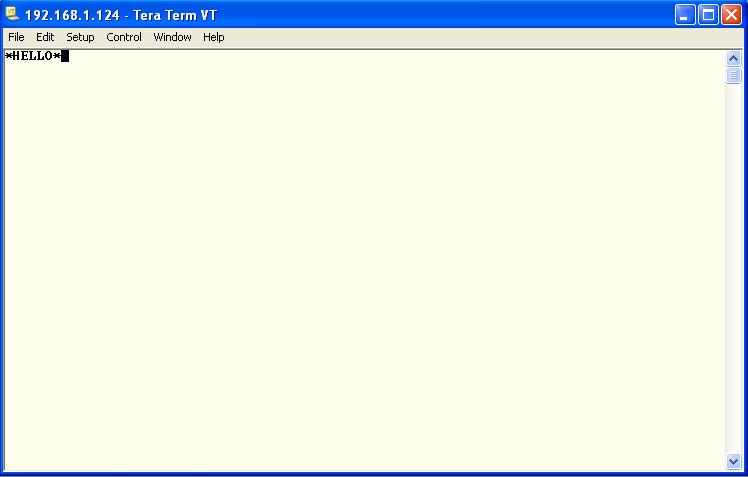 192.168.1.124 - Tera Term VT
File Edit Setup Control Window Help
*HELLO*